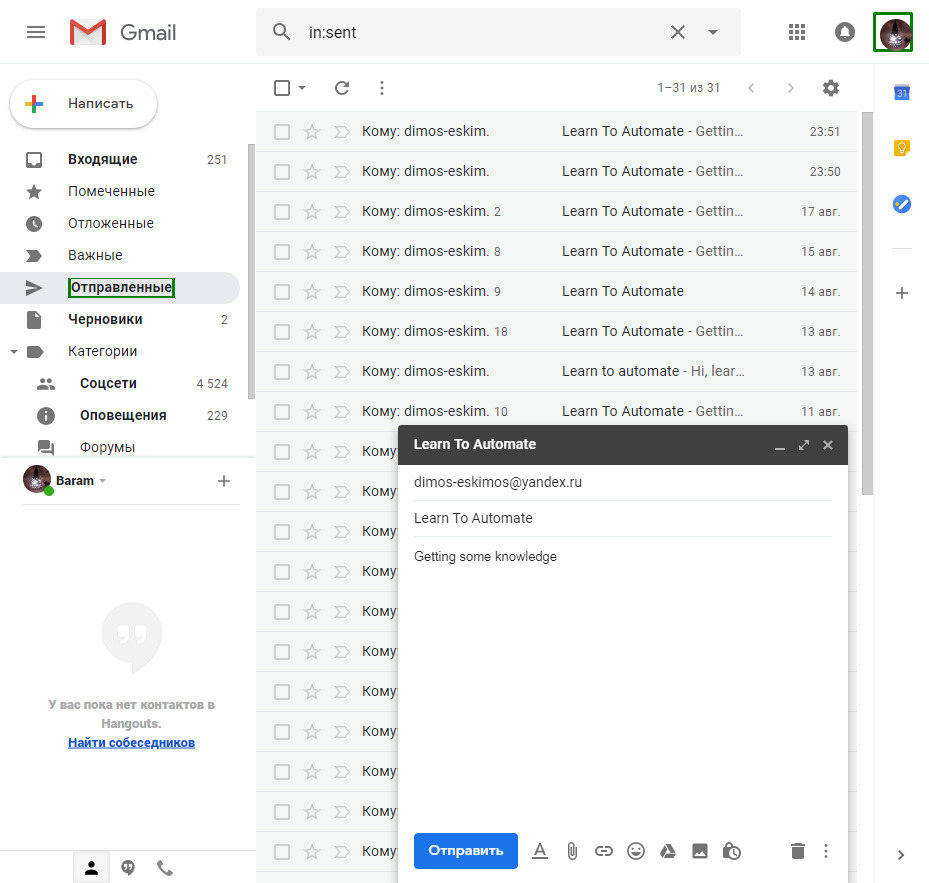 Gmail
in:sent
Написать
1–31 из 31
31
Входящие 251
Помеченные
Отложенные
Важные
Отправленные
Черновики 2
Категории
Соцсети 4 524
Оповещения 229
Форумы
Baram
У вас пока нет контактов в
Hangouts.
Найти собеседников
Кому: dimos-eskim. Learn To Automate - Gettin... 23:51
Кому: dimos-eskim. Learn To Automate - Gettin... 23:50
Кому: dimos-eskim. 2 Learn To Automate - Gettin... 17 авг.
Кому: dimos-eskim. 8 Learn To Automate - Gettin... 15 авг.
Кому: dimos-eskim. 9 Learn To Automate 14 авг.
Кому: dimos-eskim. 18 Learn To Automate - Gettin... 13 авг.
Кому: dimos-eskim. Learn to automate - Hi, lear... 13 авг.
Кому: dimos-eskim. 10 Learn To Automate - Gettin... 11 авг.
Кому:
Кому:
Кому:
Кому:
Кому:
Кому:
Кому:
Кому:
Кому:
Кому:
Кому:
Learn To Automate
dimos-eskimos@yandex.ru
Learn To Automate
Getting some knowledge
Отправить